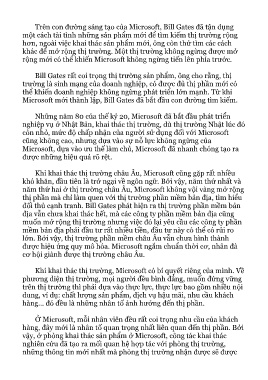 Trên con đường sáng tạo của Microsoft, Bill Gates đã tận dụng
một cách tài tình những sản phẩm mới để tìm kiếm thị trường rộng
hơn, ngoài việc khai thác sản phẩm mới, ông còn thử tìm các cách
khác để mở rộng thị trường. Một thị trường không ngừng được mở
rộng mới có thể khiến Microsoft không ngừng tiến lên phía trước.
Bill Gates rất coi trọng thị trường sản phẩm, ông cho rằng, thị
trường là sinh mạng của doanh nghiệp, có được đã thị phần mới có
thể khiến doanh nghiệp không ngừng phát triển lớn mạnh. Từ khi
Microsoft mới thành lập, Bill Gates đã bắt đầu con đường tìm kiếm.
Những năm 80 của thế kỷ 20, Microsoft đã bắt đầu phát triển
nghiệp vụ ở Nhật Bản, khai thác thị trường, dù thị trường Nhật lúc đó
còn nhỏ, mức độ chấp nhận của người sử dụng đối với Microsoft
cũng không cao, nhưng dựa vào sự nỗ lực không ngừng của
Microsoft, dựa vào ưu thế làm chủ, Microsoft đã nhanh chóng tạo ra
được những hiệu quả rõ rệt.
Khi khai thác thị trường châu Âu, Microsoft cũng gặp rất nhiều
khó khăn, đầu tiên là trở ngại về ngôn ngữ. Bởi vậy, năm thứ nhất và
năm thứ hai ở thị trường châu Âu, Microsoft không vội vàng mở rộng
thị phần mà chỉ làm quen với thị trường phần mềm bản địa, tìm hiểu
đối thủ cạnh tranh. Bill Gates phát hiện ra thị trường phần mềm bản
địa vẫn chưa khai thác hết, mà các công ty phần mềm bản địa cũng
muốn mở rộng thị trường nhưng việc đó lại yêu cầu các công ty phần
mềm bản địa phải đầu tư rất nhiều tiền, đầu tư này có thể có rủi ro
lớn. Bởi vậy, thị trường phần mềm châu Âu vẫn chưa hình thành
được hiệu ứng quy mô hóa. Microsoft ngắm chuẩn thời cơ, nhân đà
cơ hội giành được thị trường châu Âu.
Khi khai thác thị trường, Microsoft có bí quyết riêng của mình. Về
phương diện thị trường, mọi người đều bình đẳng, muốn đứng vững
trên thị trường thì phải dựa vào thực lực, thực lực bao gồm nhiều nội
dung, ví dụ: chất lượng sản phẩm, dịch vụ hậu mãi, nhu cầu khách
hàng... đó đều là những nhân tố ảnh hưởng đến thị phần.
Ở Microsoft, mỗi nhân viên đều rất coi trọng nhu cầu của khách
hàng, đây mới là nhân tố quan trọng nhất liên quan đến thị phần. Bởi
vậy, ở phòng khai thác sản phẩm ở Microsoft, công tác khai thác
nghiên cứu đã tạo ra mối quan hệ hợp tác với phòng thị trường,
những thông tin mới nhất mà phòng thị trường nhận được sẽ được